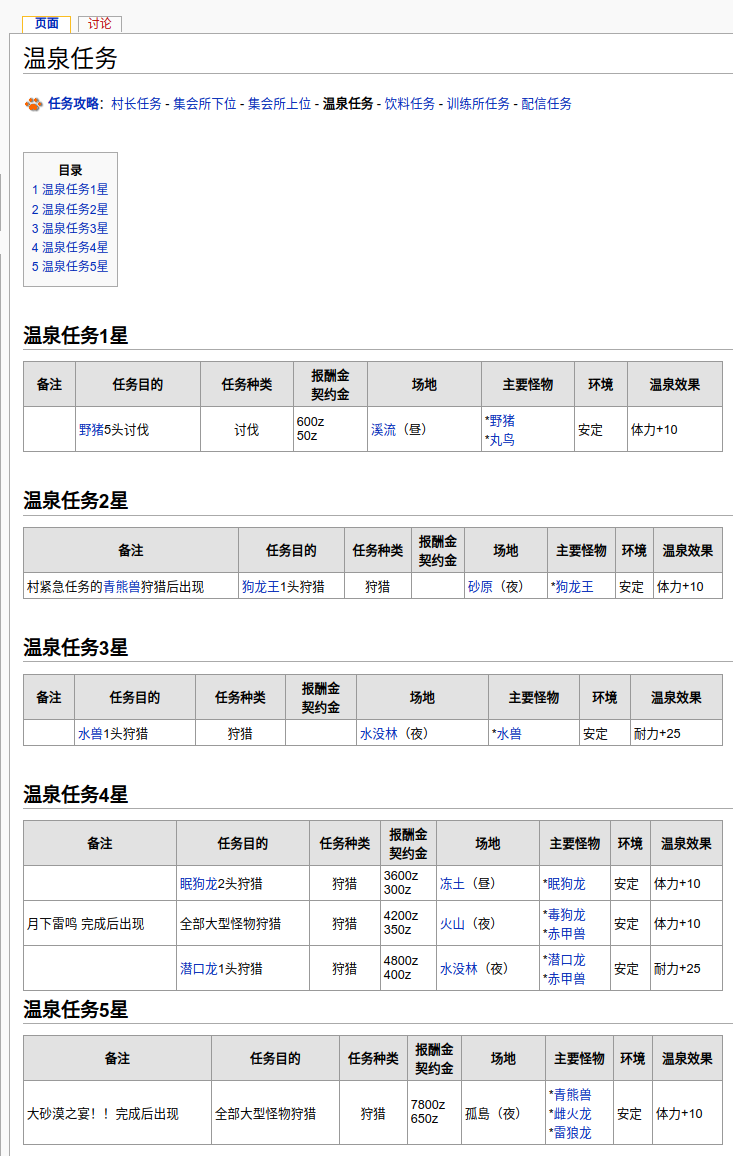 页面 讨论
温泉任务
任务攻略: 村长任务 - 集会所下位 - 集会所上位 - 温泉任务 - 饮料任务 - 训练所任务 - 配信任务
目录
1 温泉任务1星
2 温泉任务2星
3 温泉任务3星
4 温泉任务4星
5 温泉任务5星
温泉任务1星
备注 任务目的 任务种类 报酬金 契约金 场地 主要怪物 环境 温泉效果
野猪5头讨伐 讨伐 600z 50z 溪流（昼） *野猪 *丸鸟 安定 体力+10
温泉任务2星
备注 任务目的 任务种类 报酬金 契约金 场地 主要怪物 环境 温泉效果
村紧急任务的青熊兽狩猎后出现 狗龙王1头狩猎 狩猎 砂原（夜） *狗龙王 安定 体力+10
温泉任务3星
备注 任务目的 任务种类 报酬金 契约金 场地 主要怪物 环境 温泉效果
水兽1头狩猎 狩猎 水没林（夜） *水兽 安定 耐力+25
温泉任务4星
备注 任务目的 任务种类 报酬金 契约金 场地 主要怪物 环境 温泉效果
眠狗龙2头狩猎 狩猎 3600z 300z 冻土（昼） *眠狗龙 安定 体力+10
月下雷鸣 完成后出现 全部大型怪物狩猎 狩猎 4200z 350z 火山（夜） *毒狗龙 *赤甲兽 安定 体力+10
潜口龙1头狩猎 狩猎 4800z 400z 水没林（夜） *潜口龙 *赤甲兽 安定 耐力+25
温泉任务5星
备注 任务目的 任务种类 报酬金 契约金 场地 主要怪物 环境 温泉效果
大砂漠之宴！！完成后出现 全部大型怪物狩猎 狩猎 7800z 650z 孤島（夜） *青熊兽 *雌火龙 *雷狼龙 安定 体力+10